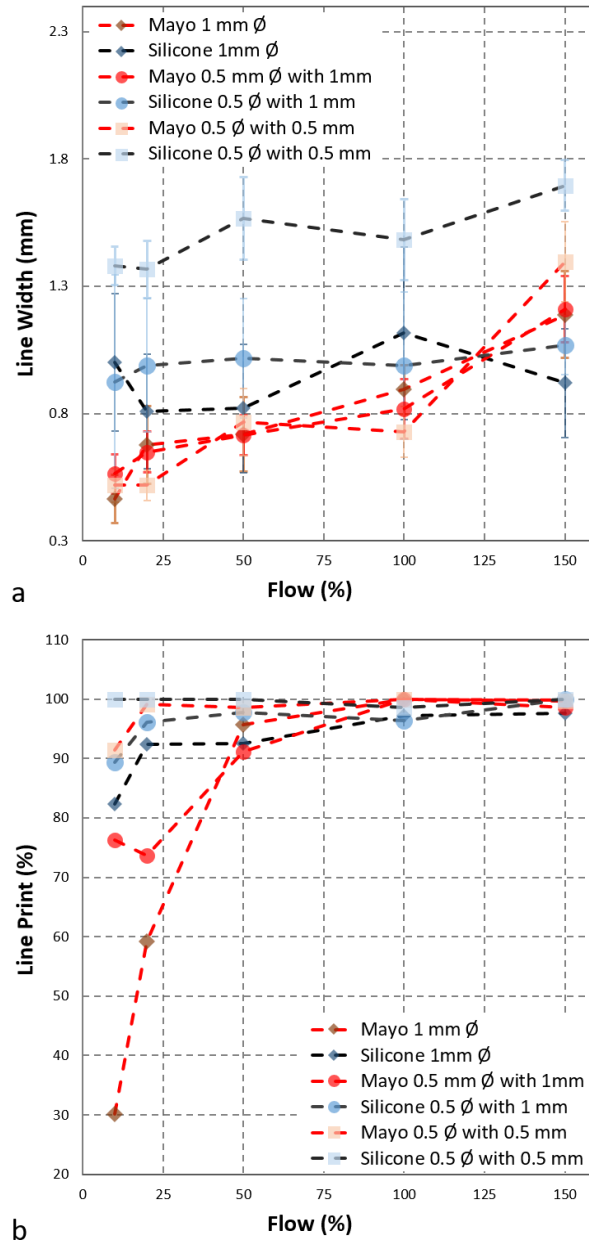 2.3
1.8
1.3
0.8
0.3
Line Width (mm)
Mayo 1 mm Ø
Silicone 1mm Ø
Mayo 0.5 mm Ø with 1mm
Silicone 0.5 Ø with 1 mm
Mayo 0.5 Ø with 0.5 mm
Silicone 0.5 Ø with 0.5 mm
0 25 50 75 100 125 150
Flow (%)
a
110
100
90
80
70
60
50
40
30
20
Line Print (%)
Mayo 1 mm Ø
Silicone 1mm Ø
Mayo 0.5 mm Ø with 1mm
Silicone 0.5 Ø with 1 mm
Mayo 0.5 Ø with 0.5 mm
Silicone 0.5 Ø with 0.5 mm
0 25 50 75 100 125 150
Flow (%)
b